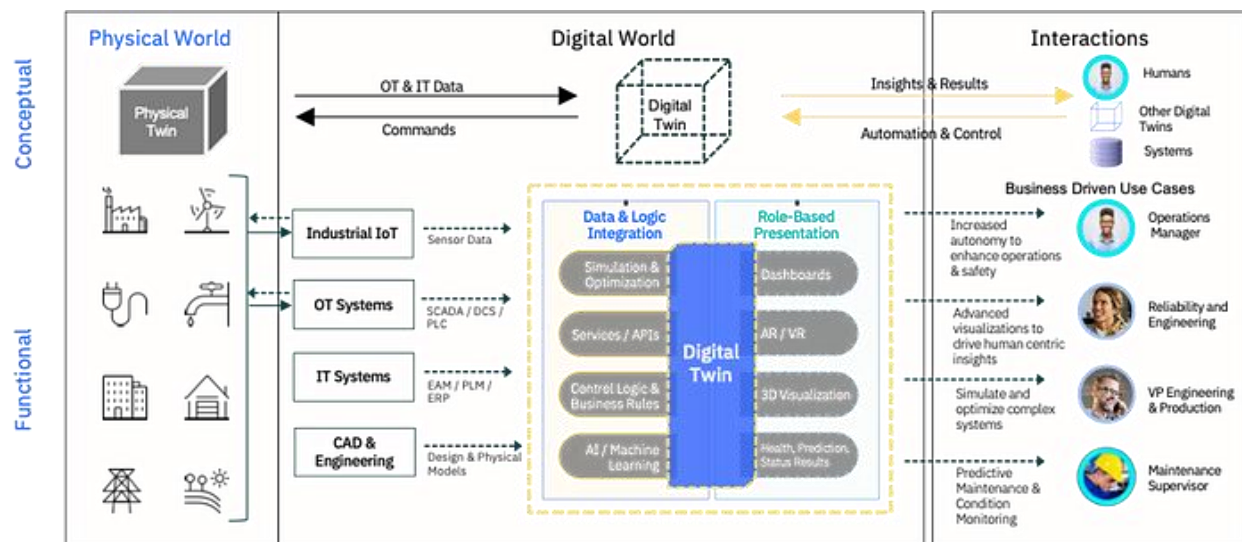 Physical World
Digital World
Interactions
Conceptual
Physical
Twin
OT & IT Data
Commands
Digital
Twin
Insights & Results
Automation & Control
Humans
Other Digital
Twins
Systems
Functional
Business Driven Use Cases
Industrial IoT
Sensor Data
OT Systems
SCADA / DCS /
PLC
IT Systems
EAM / PLM /
ERP
CAD &
Engineering
Design & Physical
Models
Data & Logic
Integration
Simulation &
Optimization
Services / APIs
Control Logic &
Business Rules
AI / Machine
Learning
Digital
Twin
Role-Based
Presentation
Dashboards
AR / VR
3D Visualization
Health, Prediction,
Status Results
Increased
autonomy to
enhance operations
& safety
Operations
Manager
Advanced
visualizations to
drive human centric
insights
Reliability and
Engineering
Simulate and
optimize complex
systems
VP Engineering
& Production
Predictive
Maintenance &
Condition
Monitoring
Maintenance
Supervisor